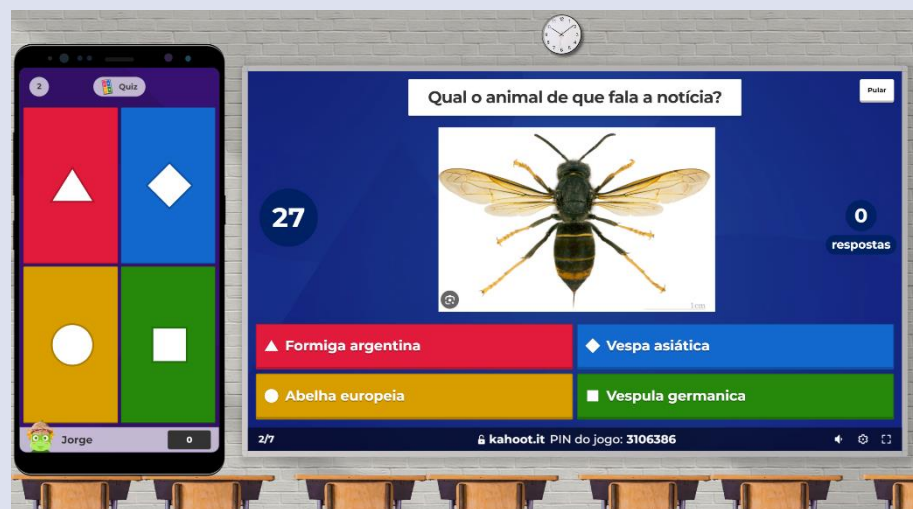 2
Quiz
Jorge
0
Qual o animal de que fala a notícia?
Pular
27
0
respostas
1cm
Formiga argentina
Vespa asiática
Abelha europeia
Vespula germanica
2/7
kahoot.it PIN do jogo: 3106386